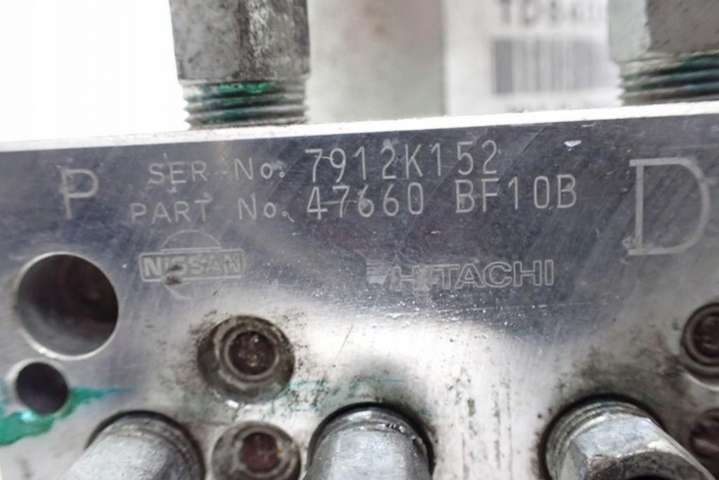 P
SER-No. 7912K152
PART No. 47660 BF10B
D
NISSAN
HITACHI